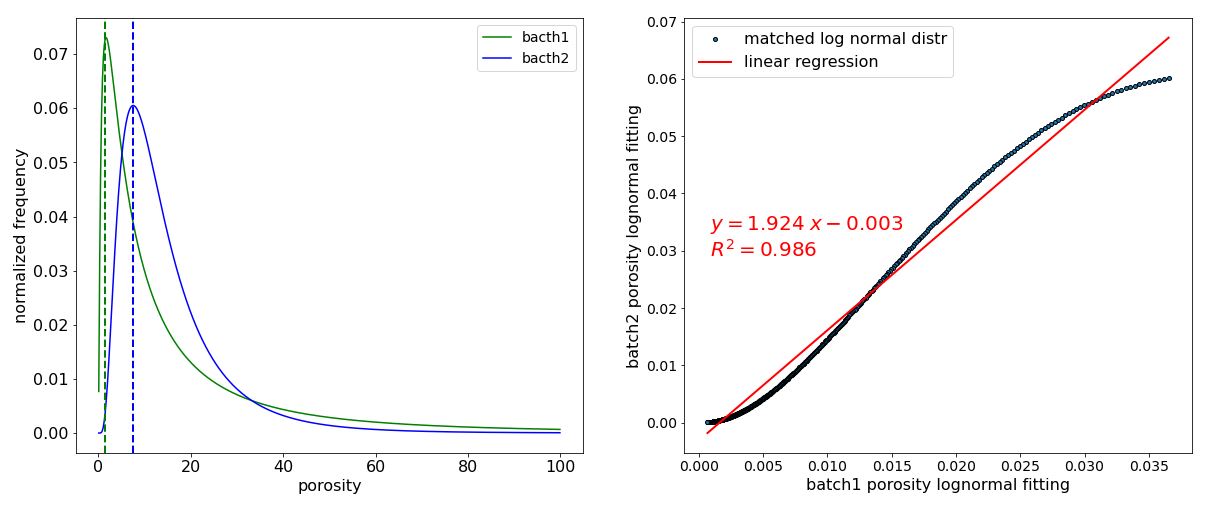 bacth1
bacth2
normalized frequency
0.07
0.06
0.05
0.04
0.03
0.02
0.01
0.00
0 20 40 60 80 100
porosity
matched log normal distr
linear regression
y = 1.924 x − 0.003
R² = 0.986
batch2 porosity lognormal fitting
0.07
0.06
0.05
0.04
0.03
0.02
0.01
0.00
0.000 0.005 0.010 0.015 0.020 0.025 0.030 0.035
batch1 porosity lognormal fitting